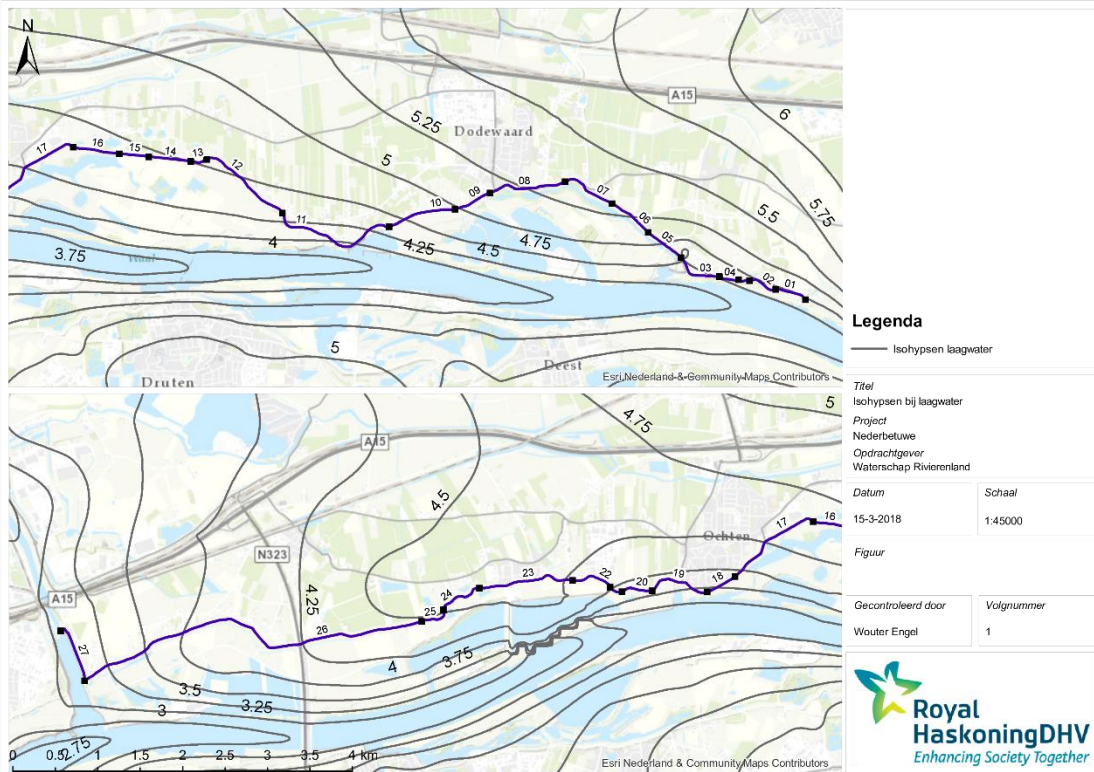 N
A15
6
5.25
Dodewaard
5
5.75
17
16
15
14
13
12
09
08
07
10
5.5
11
06
4
4.25
4.5
4.75
05
3.75
Waal
03
04
02
01
5
Druten
Deest
Esri Nederland & Community Maps Contributors
4.75
5
A15
4.5
17
16
Ochten
N323
23
22
20
19
18
24
25
A15
4.25
26
27
4
3.75
3.5
3
3.25
2.75
0
0.5
1
1.5
2
2.5
3
3.5
4 km
Esri Nederland & Community Maps Contributors
Legenda
Isohypsen laagwater
Titel
Isohypsen bij laagwater
Project
Nederbetuwe
Opdrachtgever
Waterschap Rivierenland
Datum
Schaal
15-3-2018
1:45000
Figuur
Gecontroleerd door
Volgnummer
Wouter Engel
1
Royal
HaskoningDHV
Enhancing Society Together